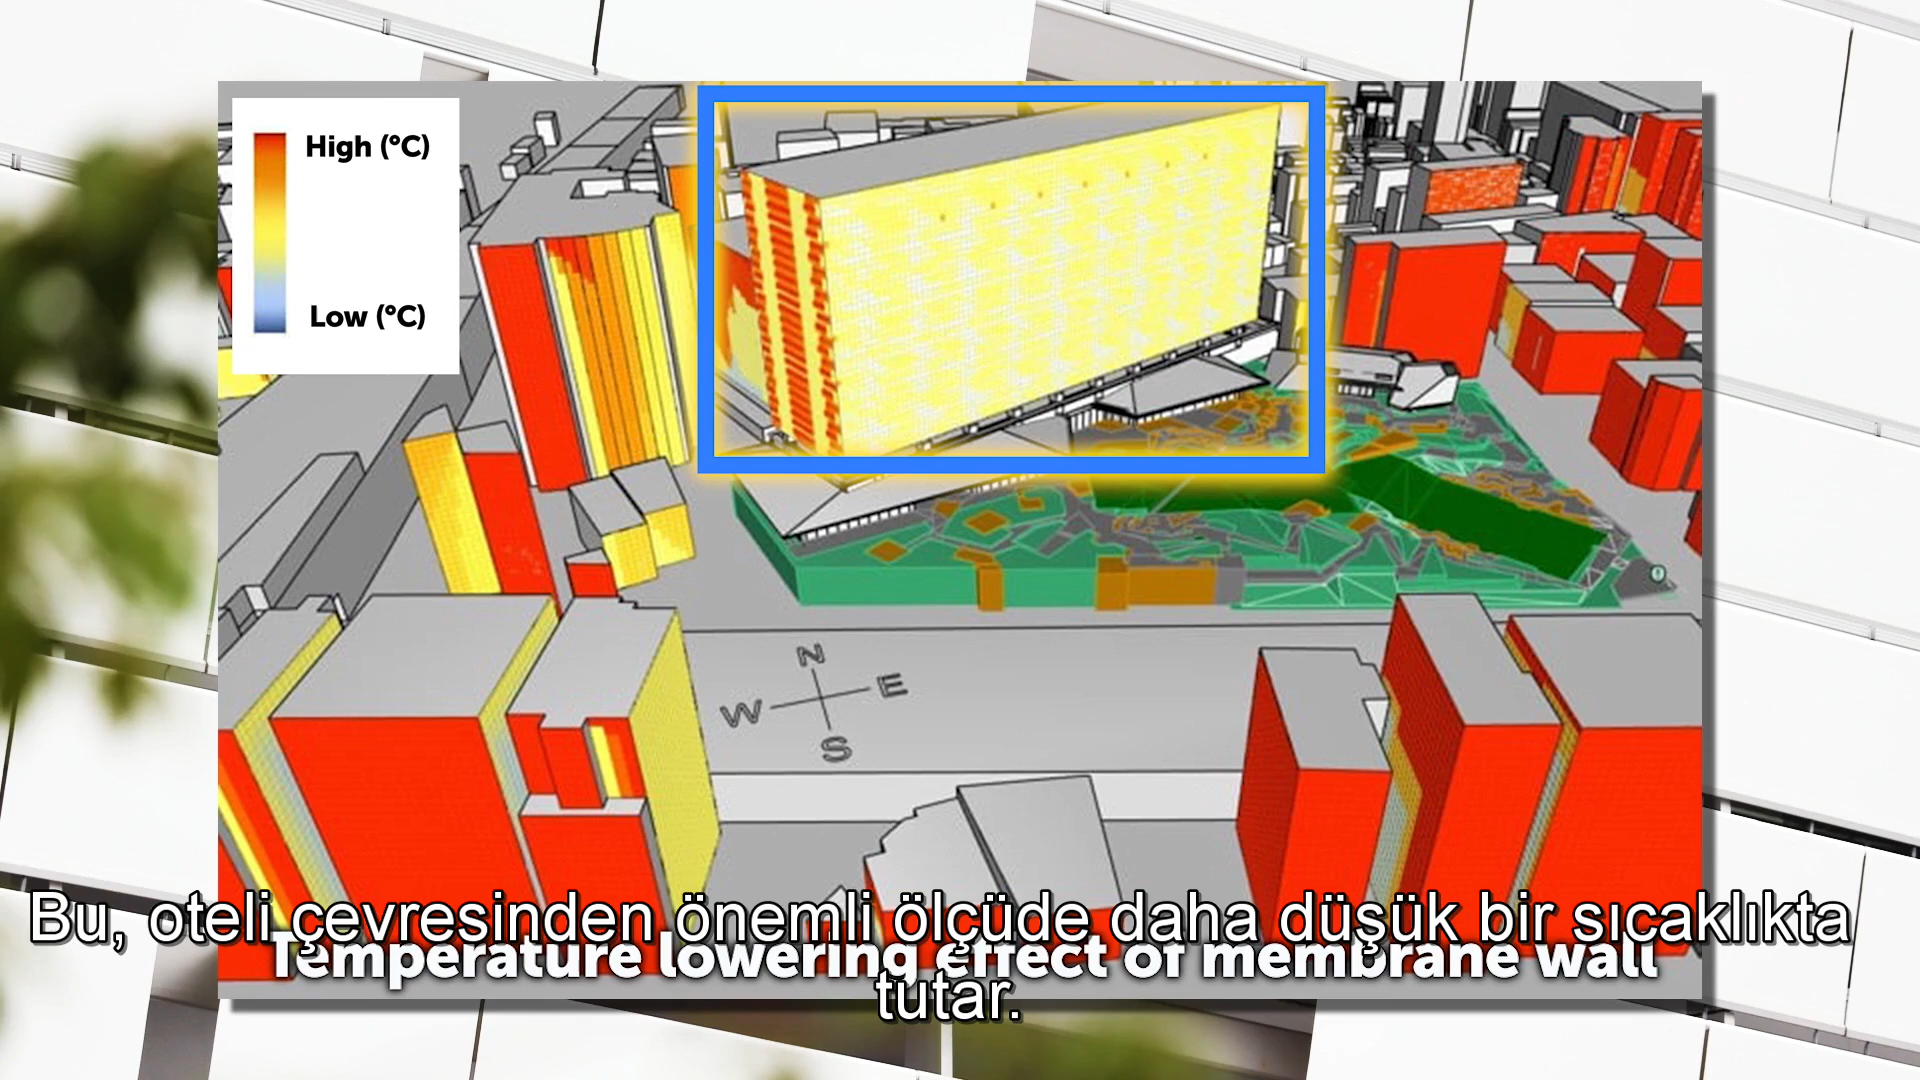 High (°C)
Low (°C)
N
W
E
S
Bu, oteli çevresinden önemli ölçüde daha düşük bir sıcaklıkta
tutar.
Temperature lowering effect of membrane wall